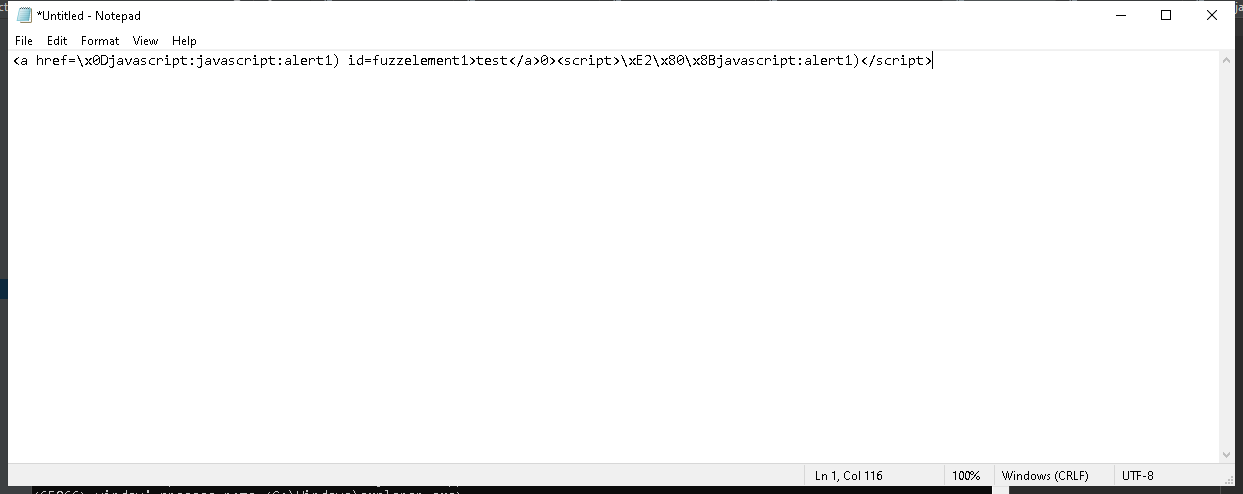 *Untitled - Notepad
File Edit Format View Help
<a href=\x0Djavascript:javascript:alert1) id=fuzzelement1>test</a>0><script>\xE2\x80\x8Bjavascript:alert1)</script>
Ln 1, Col 116 100% Windows (CRLF) UTF-8